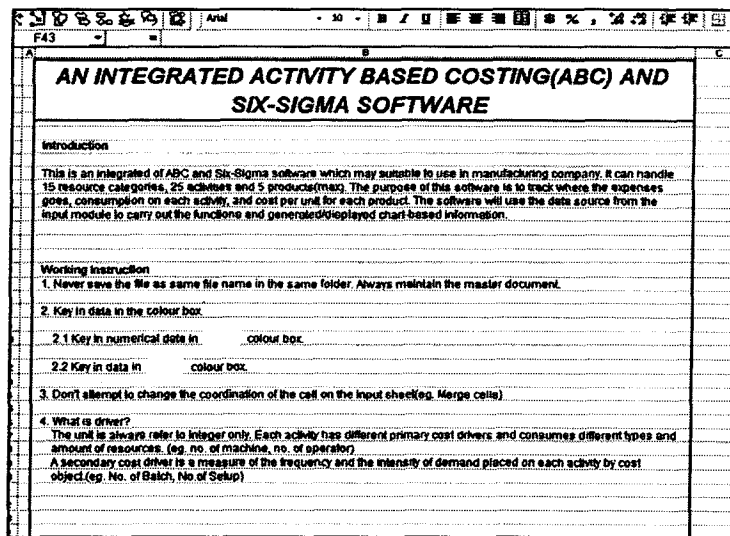 Arial 10 B I U $ % ,
F43 =
A B C
AN INTEGRATED ACTIVITY BASED COSTING(ABC) AND
SIX-SIGMA SOFTWARE
Introduction
This is an integrated of ABC and Six-Sigma software which may suitable to use in manufacturing company. It can handle
15 resource categories, 25 activities and 5 products(max). The purpose of this software is to track where the expenses
goes, consumption on each activity, and cost per unit for each product. The software will use the data source from the
input module to carry out the functions and generated/displayed chart-based information.
Working Instruction
1. Never save the file as same file name in the same folder. Always maintain the master document.
2. Key in data in the colour box.
2.1 Key in numerical data in colour box.
2.2 Key in data in colour box.
3. Don't attempt to change the coordination of the cell on the input sheet(eg. Merge cells)
4. What is driver?
The unit is always refer to integer only. Each activity has different primary cost drivers and consumes different types and
amount of resources. (eg. no. of machine, no. of operator)
A secondary cost driver is a measure of the frequency and the intensity of demand placed on each activity by cost
object.(eg. No. of Batch, No.of Setup)